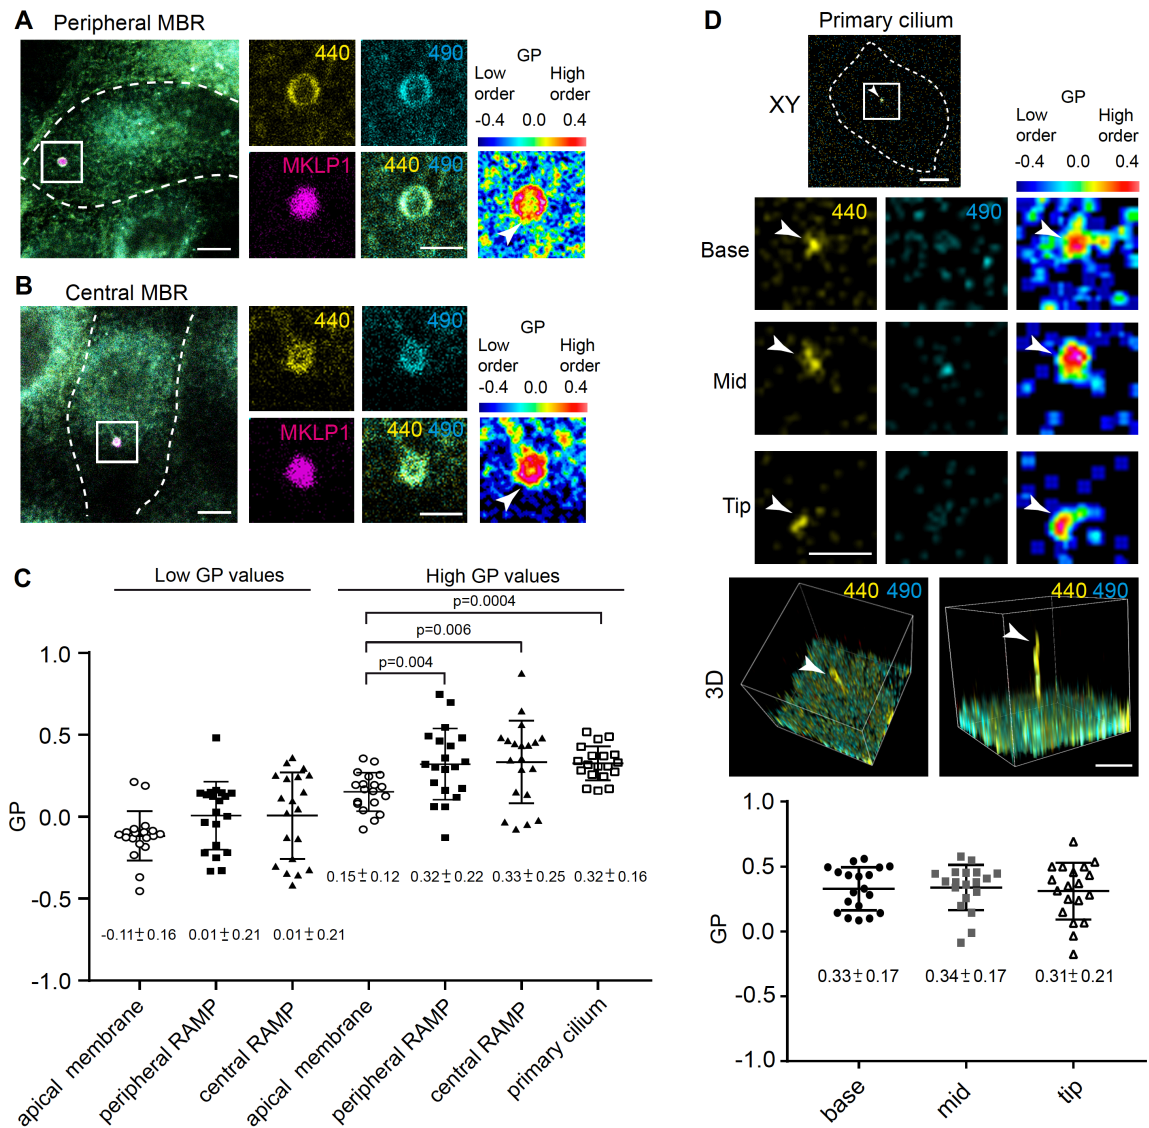 A
Peripheral MBR
440
490
GP
Low order
High order
-0.4 0.0 0.4
MKLP1
440 490
B
Central MBR
440
490
GP
Low order
High order
-0.4 0.0 0.4
MKLP1
440 490
C
Low GP values
High GP values
p=0.0004
p=0.006
p=0.004
GP
1.0
0.5
0.0
-0.5
-1.0
-0.11±0.16
0.01±0.21
0.01±0.21
0.15±0.12
0.32±0.22
0.33±0.25
0.32±0.16
apical membrane
peripheral RAMP
central RAMP
apical membrane
peripheral RAMP
central RAMP
primary cilium
D
Primary cilium
XY
GP
Low order
High order
-0.4 0.0 0.4
Base
440
490
Mid
Tip
3D
440 490
440 490
GP
1.0
0.5
0.0
-0.5
-1.0
0.33±0.17
0.34±0.17
0.31±0.21
base
mid
tip